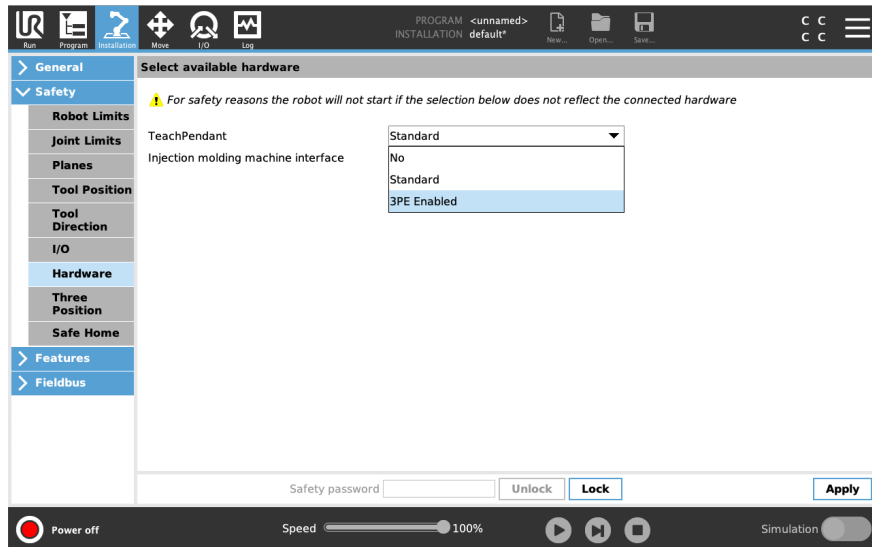 UR
Run
Program
Installation
Move
I/O
Log
PROGRAM <unnamed>
INSTALLATION default*
New...
Open...
Save...
C C
C C
General
Safety
Robot Limits
Joint Limits
Planes
Tool Position
Tool
Direction
I/O
Hardware
Three
Position
Safe Home
Features
Fieldbus
Select available hardware
For safety reasons the robot will not start if the selection below does not reflect the connected hardware
TeachPendant
Standard
Injection molding machine interface
No
Standard
3PE Enabled
Safety password
Unlock
Lock
Apply
Power off
Speed
100%
Simulation